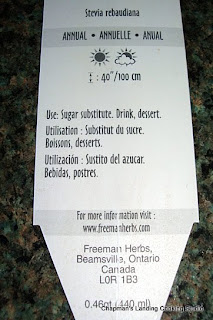 Stevia rebaudiana
ANNUAL • ANNUELLE • ANUAL
: 40"/100 cm
Use: Sugar substitute. Drink, dessert.
Utilisation : Substitut du sucre.
Boissons, desserts.
Utilización : Sustito del azucar.
Bebidas, postres.
For more information visit :
www.freemanherbs.com
Freeman Herbs,
Beamsville, Ontario
Canada
L0R 1B3
0.46qt (440 ml)
Chapman's Landing